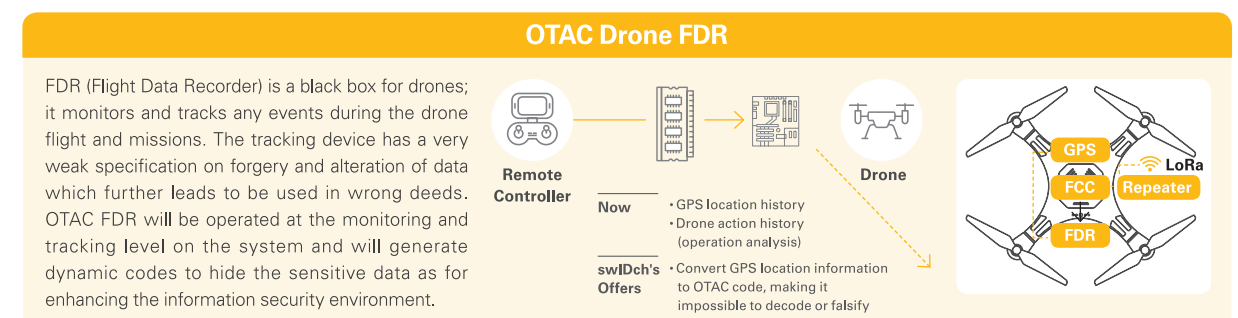 OTAC Drone FDR
FDR (Flight Data Recorder) is a black box for drones;
it monitors and tracks any events during the drone
flight and missions. The tracking device has a very
weak specification on forgery and alteration of data
which further leads to be used in wrong deeds.
OTAC FDR will be operated at the monitoring and
tracking level on the system and will generate
dynamic codes to hide the sensitive data as for
enhancing the information security environment.
Remote
Controller
Drone
Now
• GPS location history
• Drone action history
(operation analysis)
swIDch's
Offers
• Convert GPS location information
to OTAC code, making it
impossible to decode or falsify
GPS
LoRa
FCC
Repeater
FDR